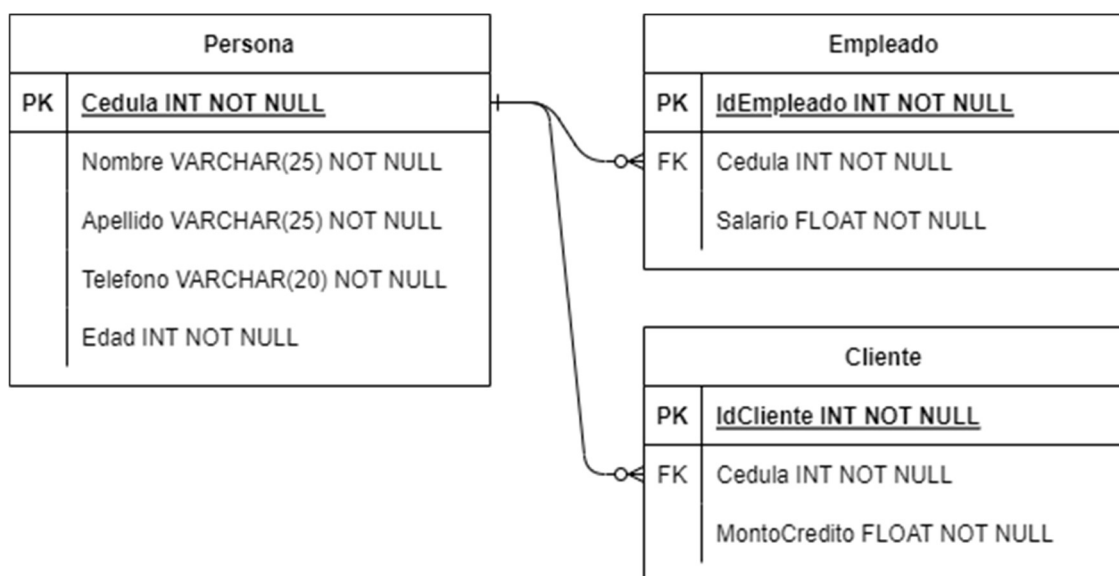 Persona
PK Cedula INT NOT NULL
Nombre VARCHAR(25) NOT NULL
Apellido VARCHAR(25) NOT NULL
Telefono VARCHAR(20) NOT NULL
Edad INT NOT NULL
Empleado
PK IdEmpleado INT NOT NULL
FK Cedula INT NOT NULL
Salario FLOAT NOT NULL
Cliente
PK IdCliente INT NOT NULL
FK Cedula INT NOT NULL
MontoCredito FLOAT NOT NULL